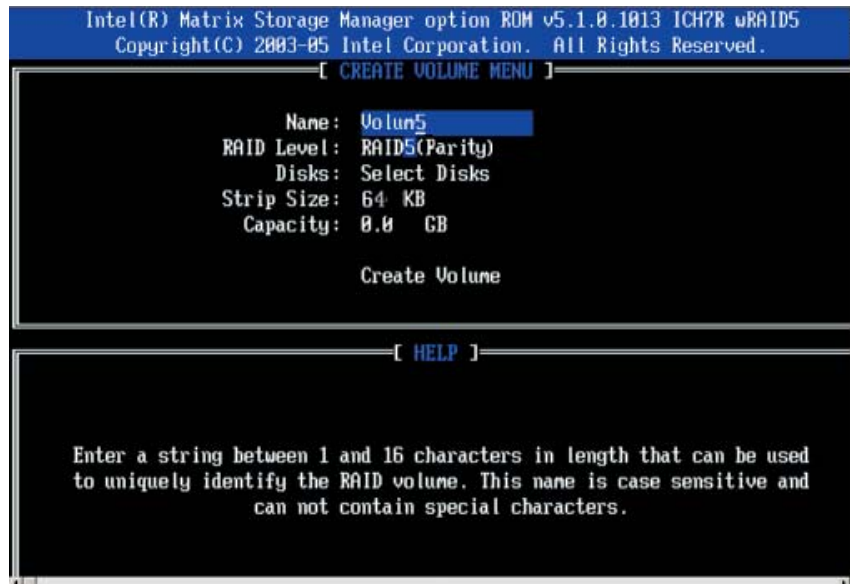 Intel(R) Matrix Storage Manager option ROM v5.1.0.1013 ICH7R wRAID5
Copyright(C) 2003-05 Intel Corporation. All Rights Reserved.
[ CREATE VOLUME MENU ]
Name: Volum5
RAID Level: RAID5(Parity)
Disks: Select Disks
Strip Size: 64 KB
Capacity: 0.0 GB
Create Volume
[ HELP ]
Enter a string between 1 and 16 characters in length that can be used
to uniquely identify the RAID volume. This name is case sensitive and
can not contain special characters.